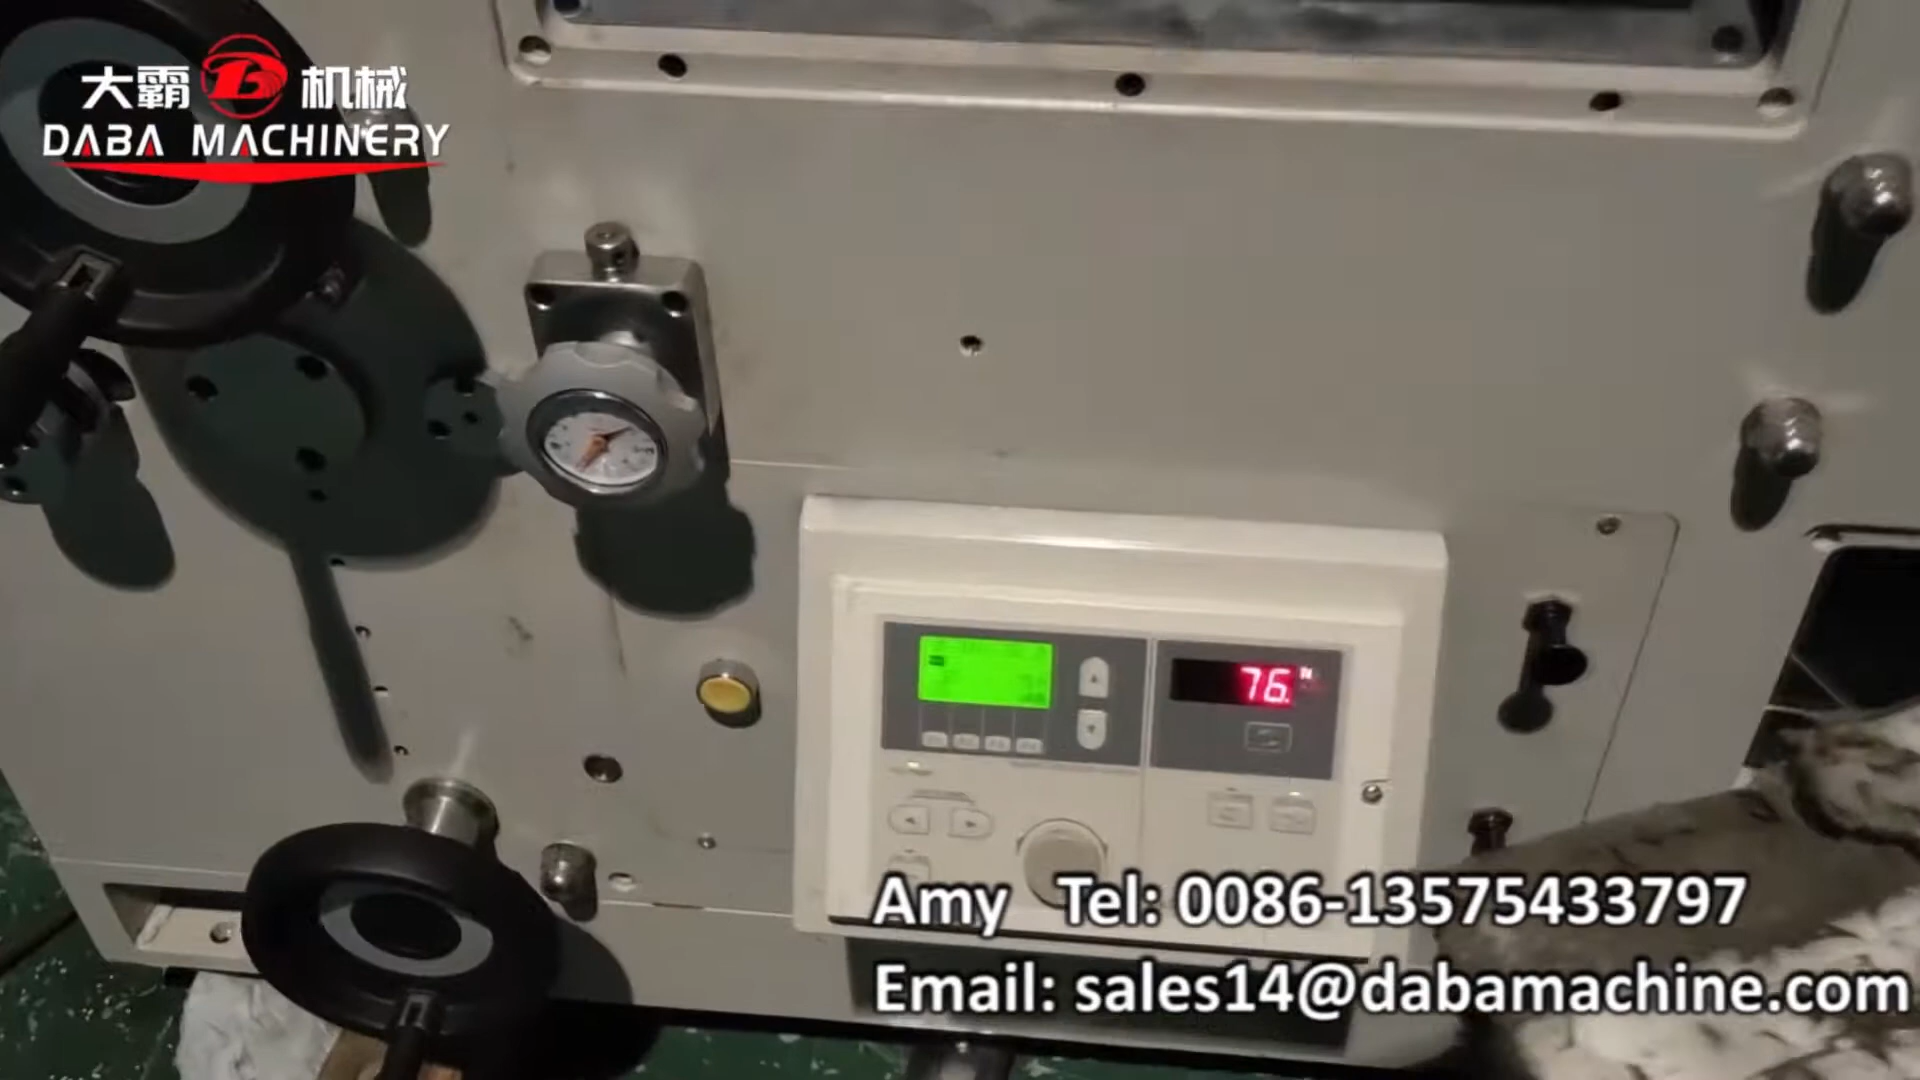 大霸 机械
DABA MACHINERY
76.
Amy Tel: 0086-13575433797
Email: sales14@dabamachine.com